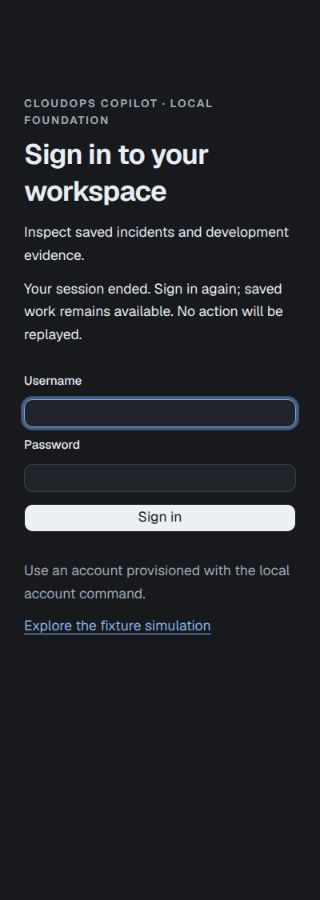 CLOUDOPS COPILOT · LOCAL
FOUNDATION
Sign in to your
workspace
Inspect saved incidents and development
evidence.
Your session ended. Sign in again; saved
work remains available. No action will be
replayed.
Username
Password
Sign in
Use an account provisioned with the local
account command.
Explore the fixture simulation